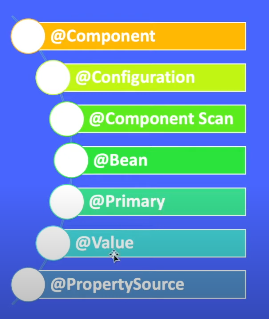 @Component
@Configuration
@Component Scan
@Bean
@Primary
@Value
@PropertySource